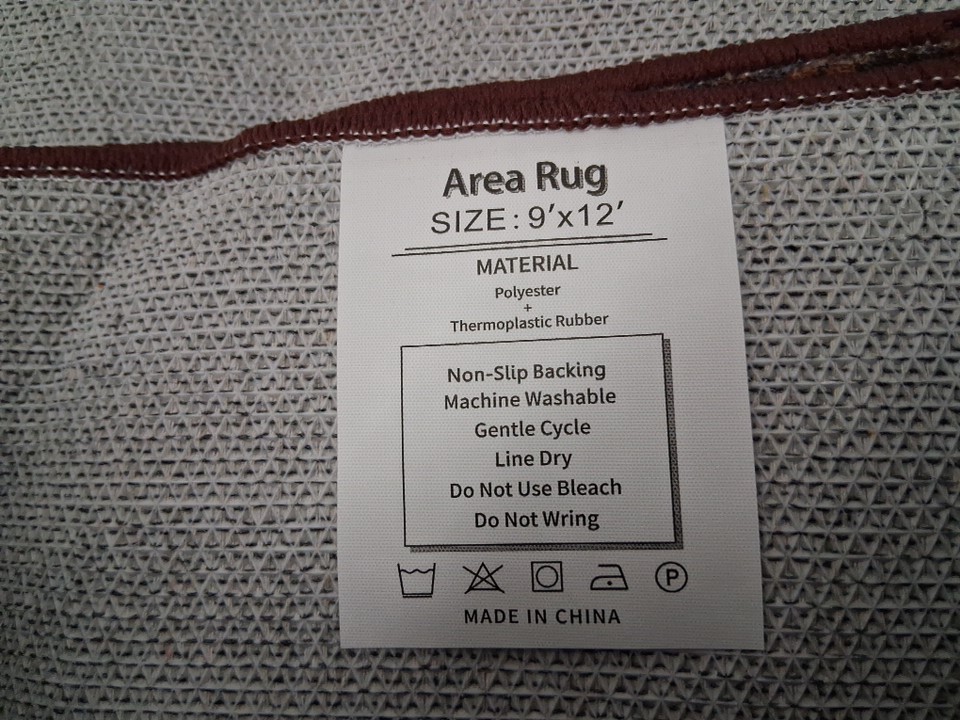 Area Rug
SIZE: 9'x12'
MATERIAL
Polyester
+
Thermoplastic Rubber
Non-Slip Backing
Machine Washable
Gentle Cycle
Line Dry
Do Not Use Bleach
Do Not Wring
P
MADE IN CHINA